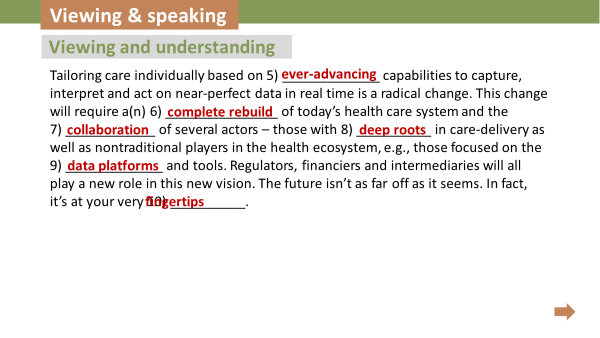 Viewing & speaking
Viewing and understanding
Tailoring care individually based on 5) ever-advancing capabilities to capture,
interpret and act on near-perfect data in real time is a radical change. This change
will require a(n) 6) complete rebuild of today's health care system and the
7) collaboration of several actors – those with 8) deep roots in care-delivery as
well as nontraditional players in the health ecosystem, e.g., those focused on the
9) data platforms and tools. Regulators, financiers and intermediaries will all
play a new role in this new vision. The future isn't as far off as it seems. In fact,
it's at your very 10) fingertips.